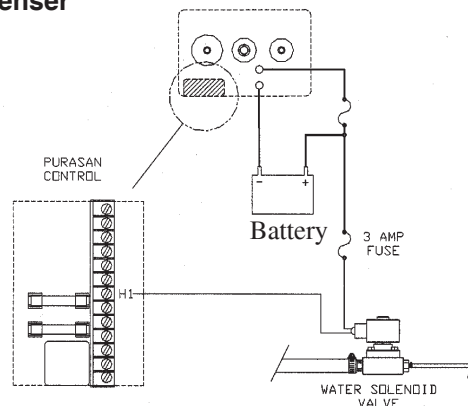 enser
PURASAN
CONTROL
- +
Battery
3 AMP
FUSE
H1
WATER SOLENOID
VALVE